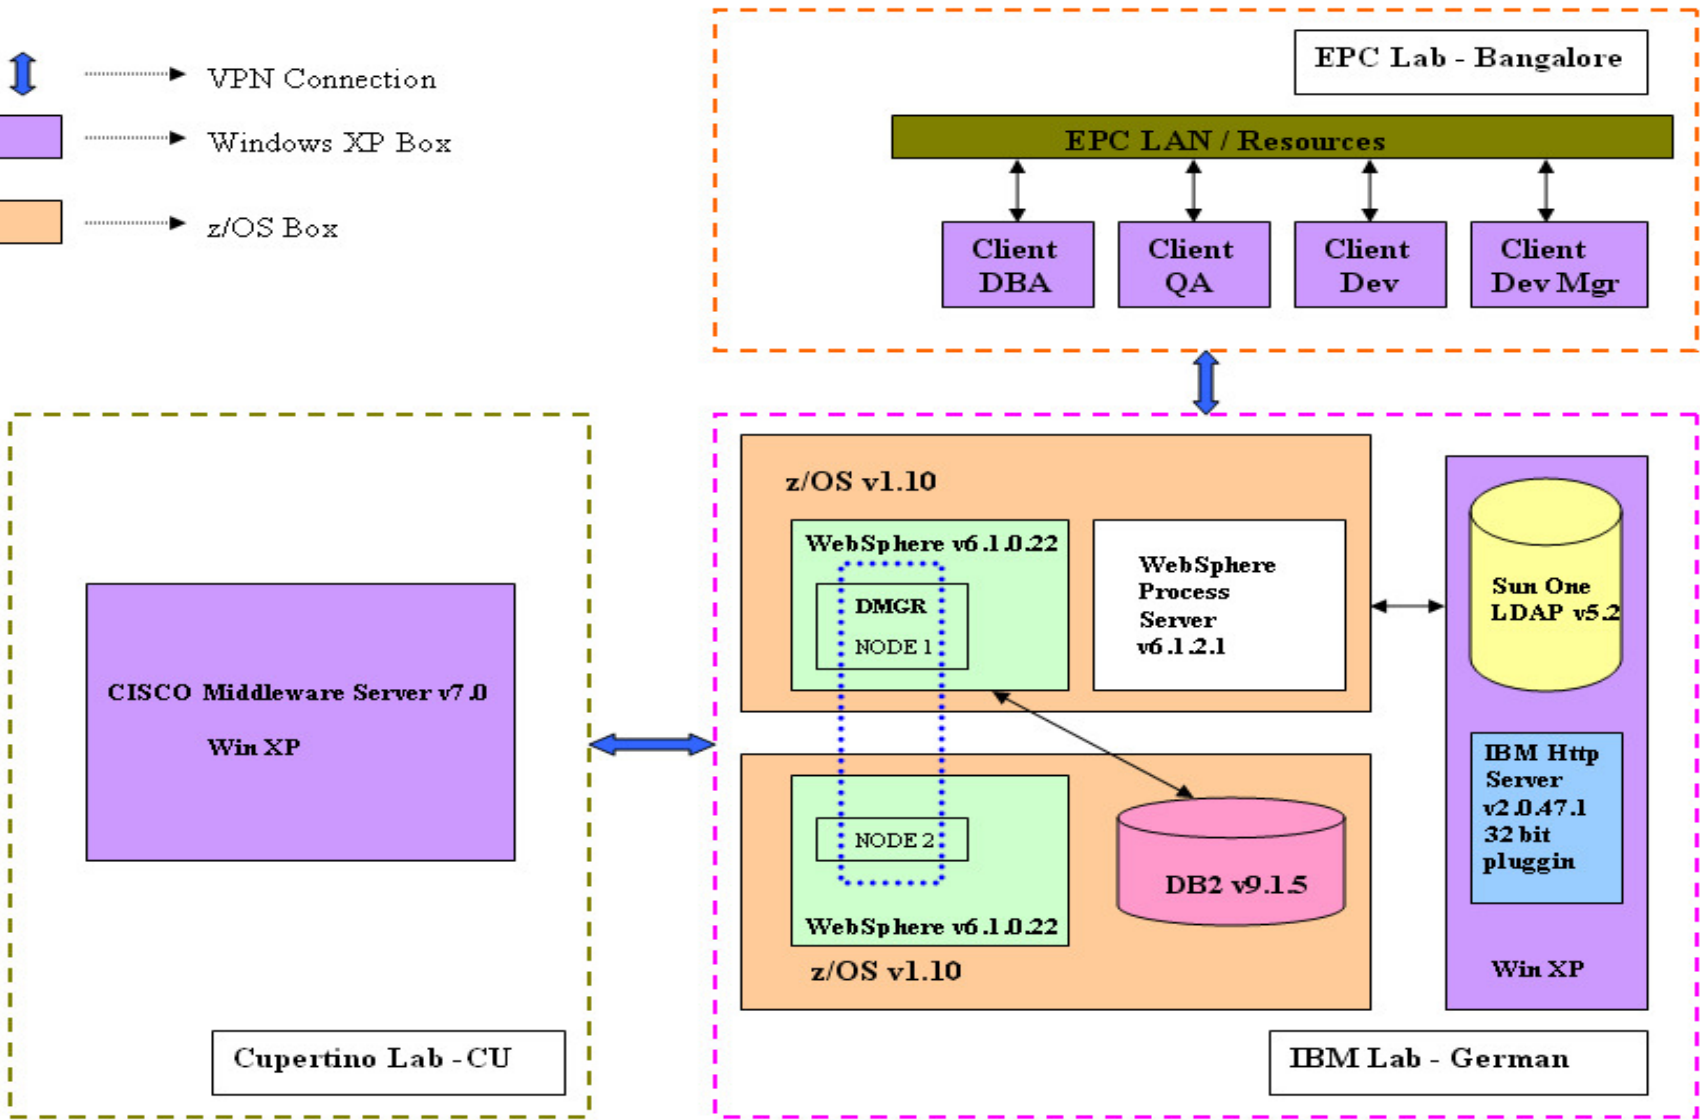 VPN Connection
Windows XP Box
z/OS Box
EPC Lab - Bangalore
EPC LAN / Resources
Client
DBA
Client
QA
Client
Dev
Client
Dev Mgr
CISCO Middleware Server v7.0
Win XP
Cupertino Lab -CU
z/OS v1.10
WebSphere v6.1.0.22
DMGR
NODE 1
WebSphere
Process
Server
v6.1.2.1
NODE 2
WebSphere v6.1.0.22
z/OS v1.10
DB2 v9.1.5
Sun One
LDAP v5.2
IBM Http
Server
v2.0.47.1
32 bit
pluggin
Win XP
IBM Lab - German